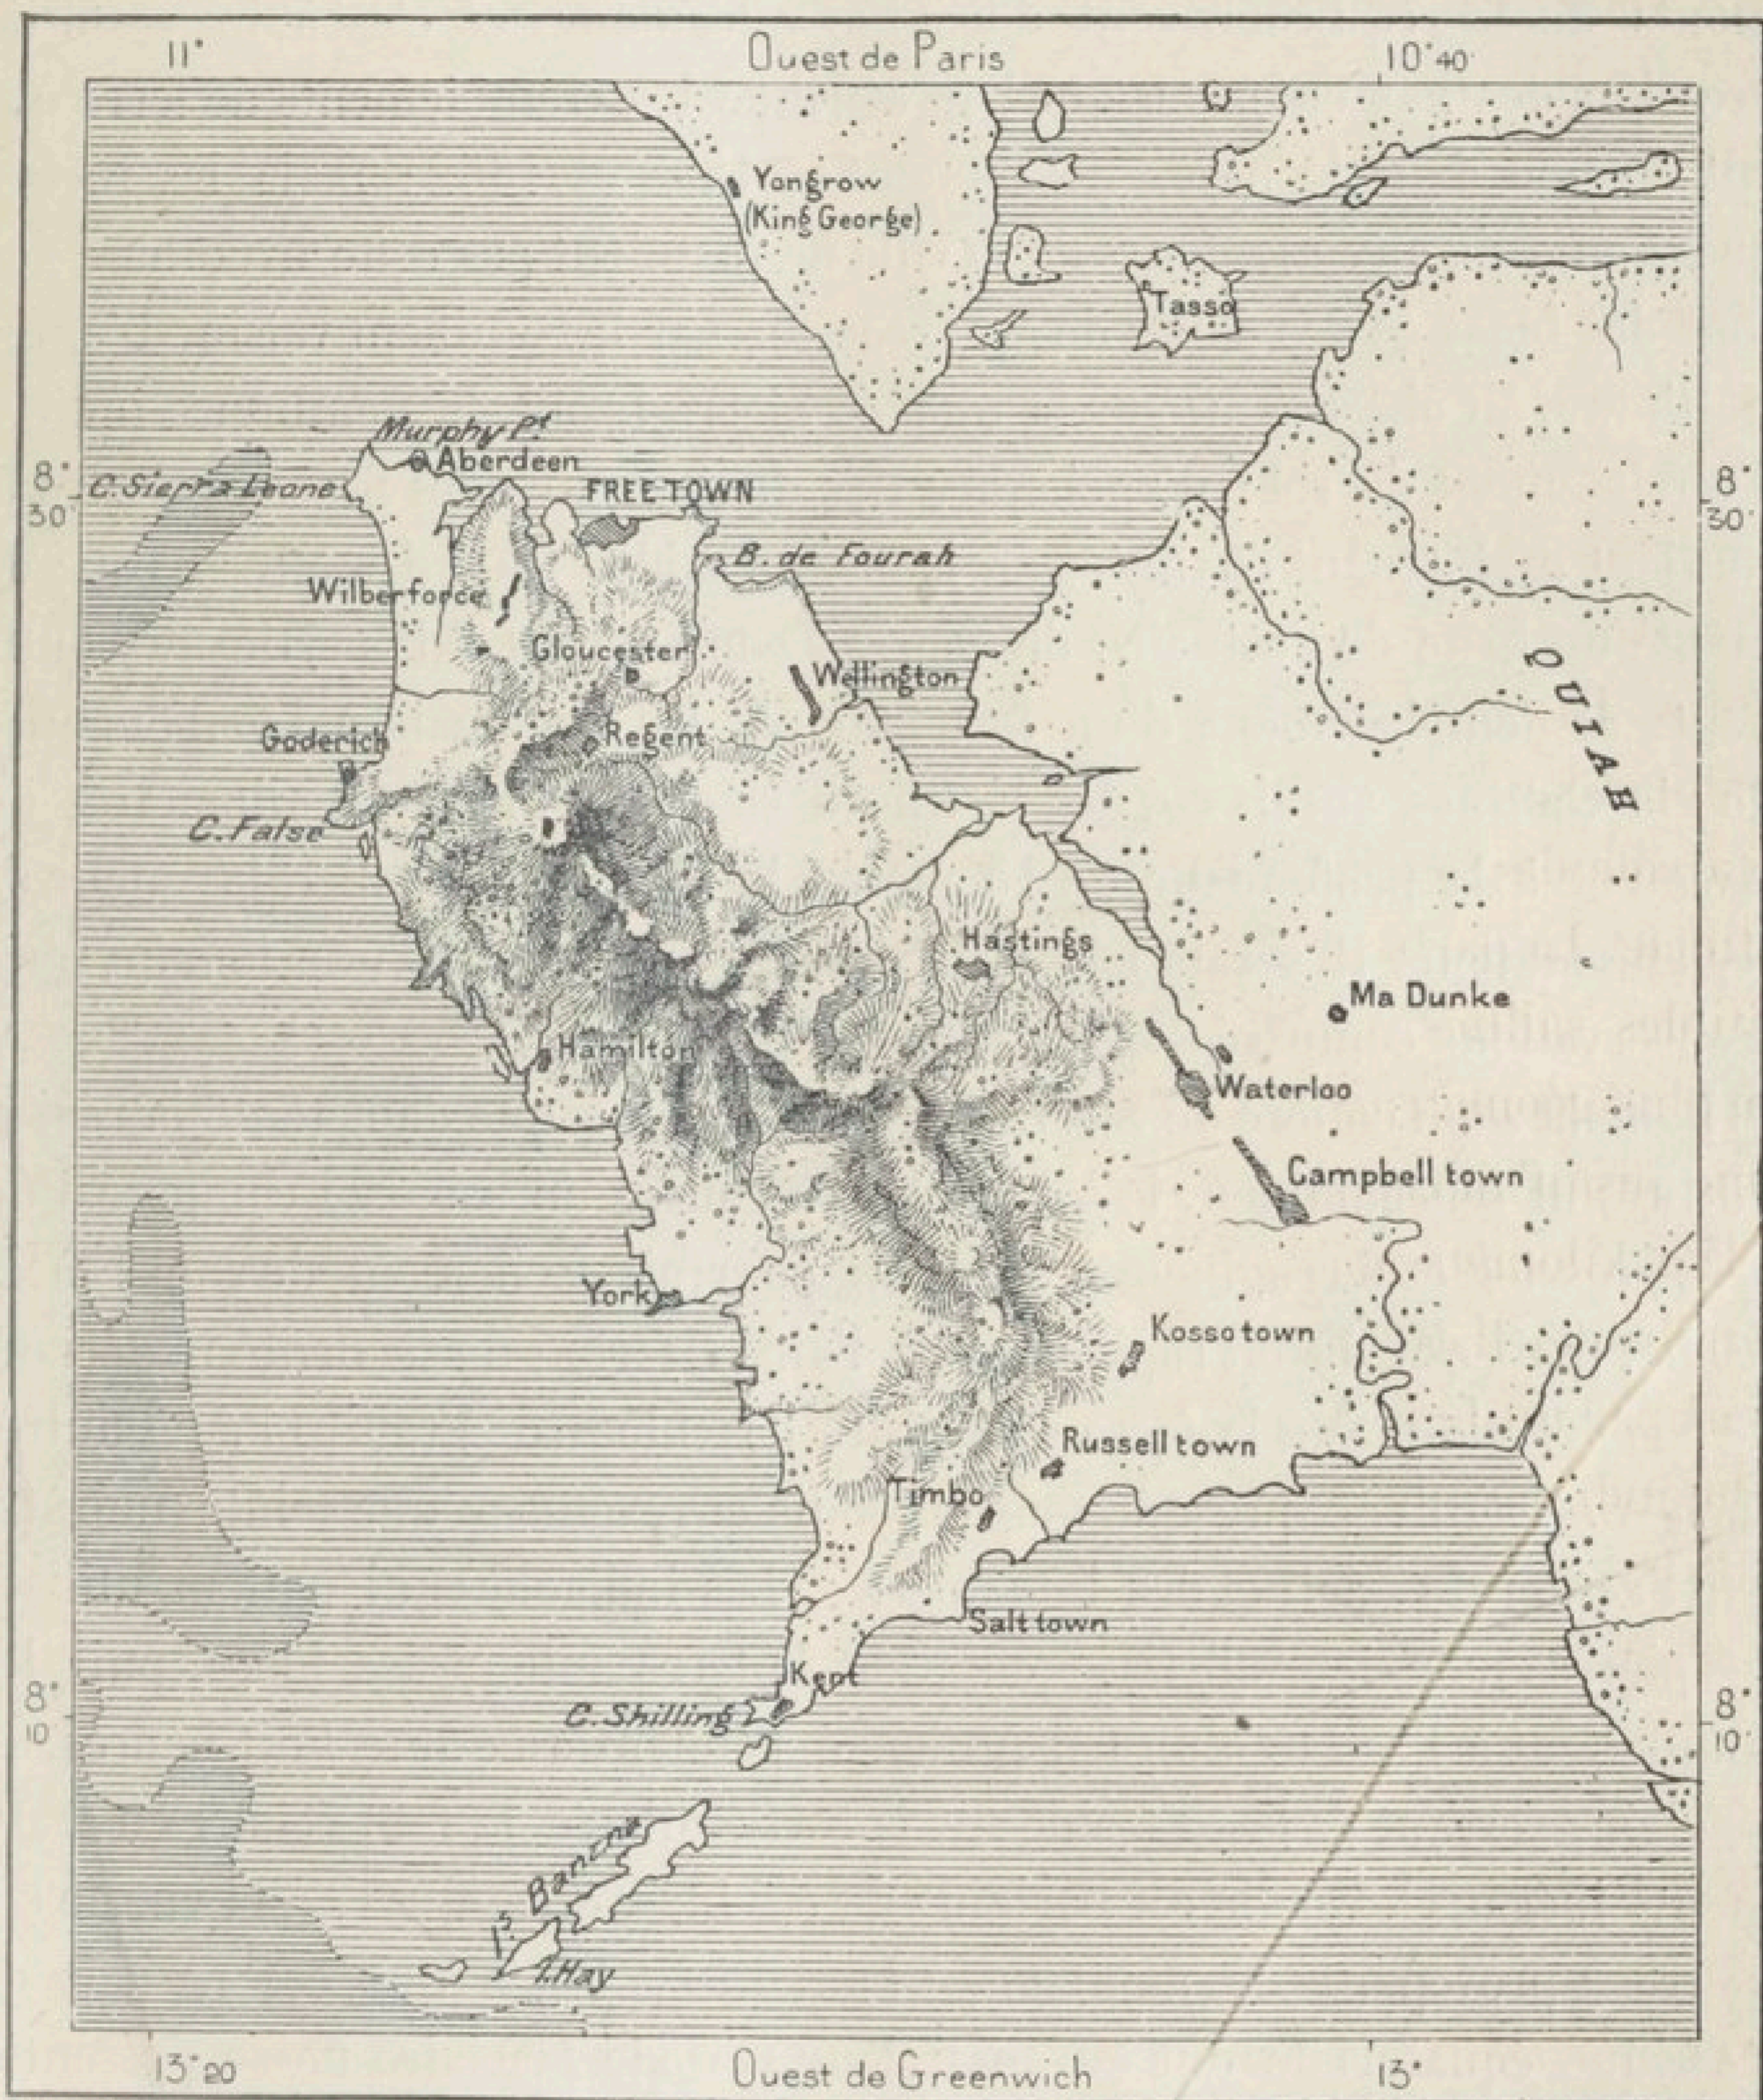 11° Ouest de Paris 10°40'
Yongrow
(King George)
Tasso
Murphy Pt
Aberdeen
8°
30'
C. Sierra Leone
FREE TOWN
8°
30'
B. de Fourah
Wilberforce
Gloucester
Wellington
QUIAH
Goderich
Regent
C. False
Hastings
Ma Dunke
Hamilton
Waterloo
Campbell town
York
Kosso town
Russell town
Timbo
Salt town
Kent
8°
10'
C. Shilling
8°
10'
Is Banana
I. Hay
13°20 Ouest de Greenwich 13°